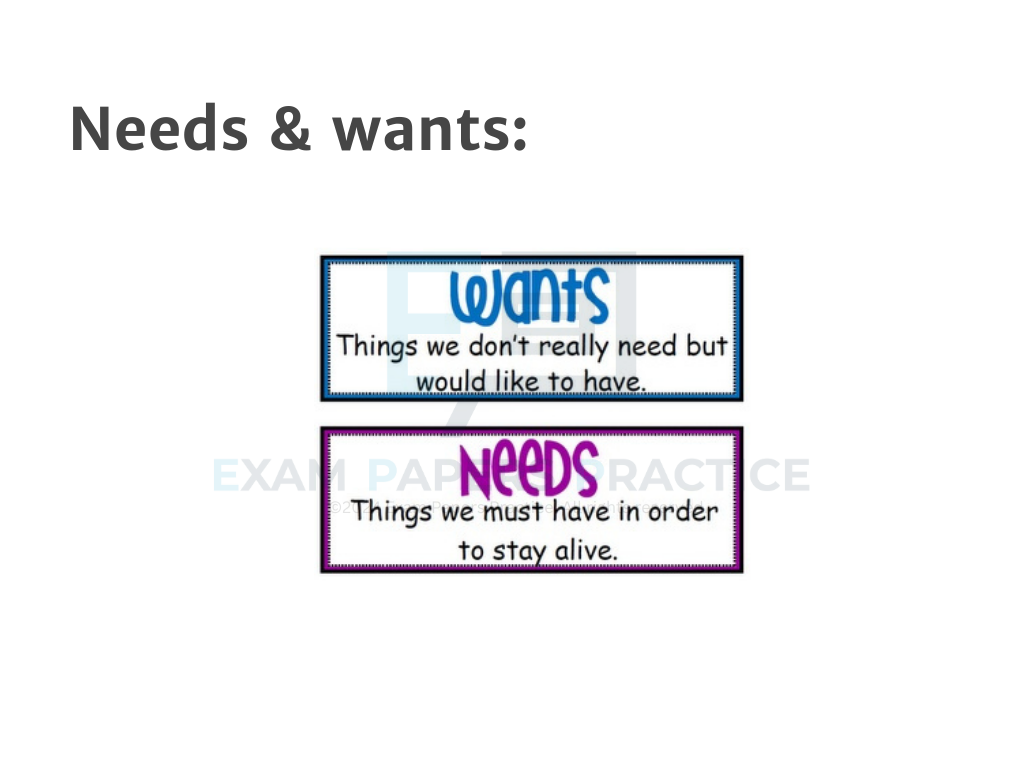 Needs & wants:
Wants
Things we don't really need but
would like to have.
NeeDS
EXAM PAPERS PRACTICE
Things we must have in order
to stay alive.